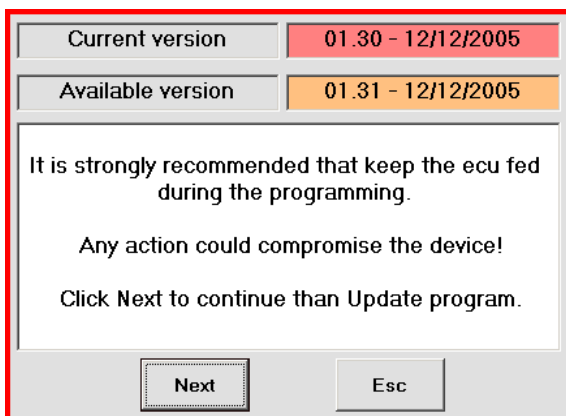 Current version 01.30 - 12/12/2005
Available version 01.31 - 12/12/2005
It is strongly recommended that keep the ecu fed
during the programming.
Any action could compromise the device!
Click Next to continue than Update program.
Next Esc